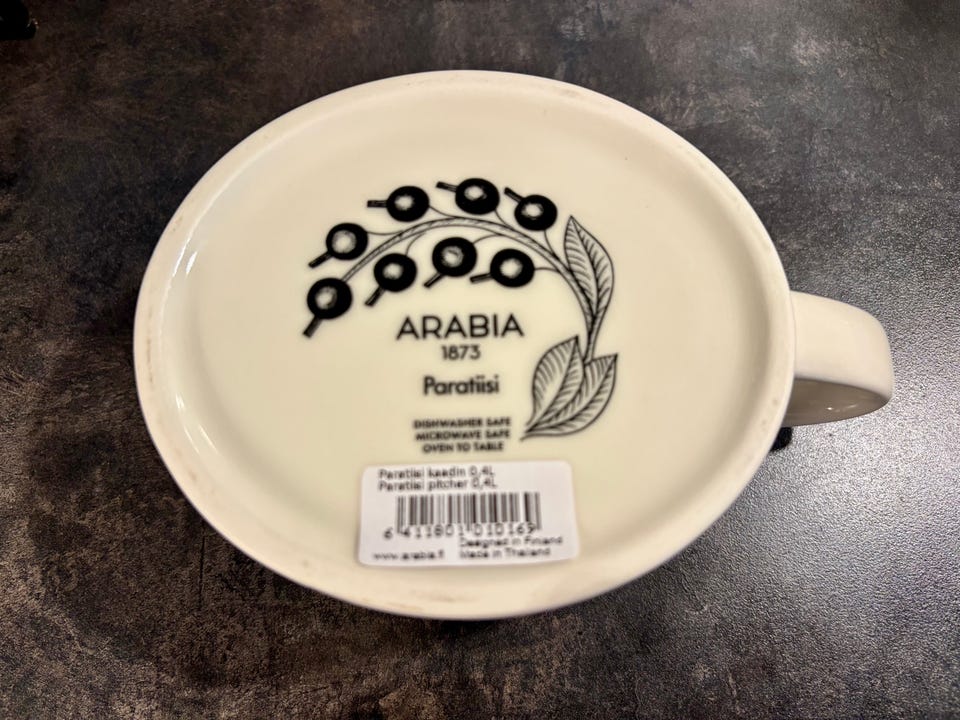 ARABIA
1873
Paratiisi
DISHWASHER SAFE
MICROWAVE SAFE
OVEN TO TABLE
Paratiisi kaadin 0,4L
Paratiisi pitcher 0,4L
6 411801 010169
Designed in Finland
www.arabia.fi Made in Thailand